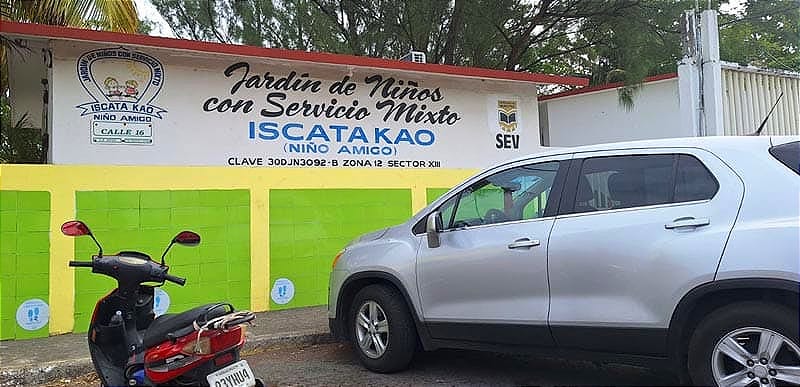 JARDIN DE NIÑOS CON SERVICIO MIXTO
ISCATA KAO
NIÑO AMIGO
CALLE 16
Jardín de Niños
con Servicio Mixto
ISCATA KAO
(NIÑO AMIGO)
CLAVE 30DJN3092-B ZONA 12 SECTOR XIII
SEV
93YHV